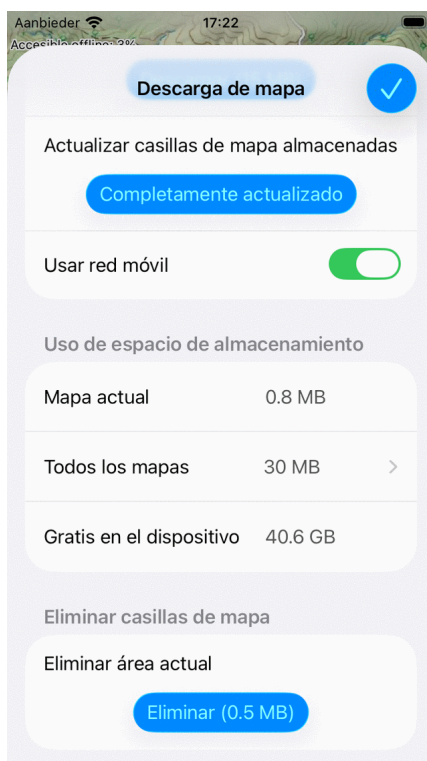 Aanbieder 17:22
Accesible offline: 3%
Descarga de mapa
Actualizar casillas de mapa almacenadas
Completamente actualizado
Usar red móvil
Uso de espacio de almacenamiento
Mapa actual 0.8 MB
Todos los mapas 30 MB
Gratis en el dispositivo 40.6 GB
Eliminar casillas de mapa
Eliminar área actual
Eliminar (0.5 MB)